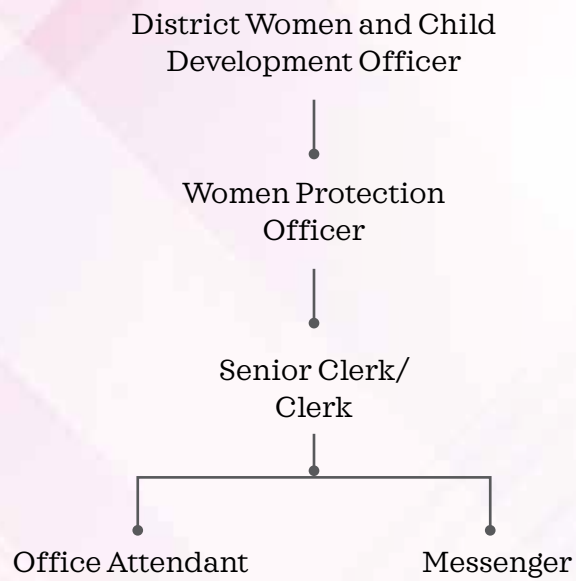 District Women and Child
Development Officer
Women Protection
Officer
Senior Clerk/
Clerk
Office Attendant
Messenger